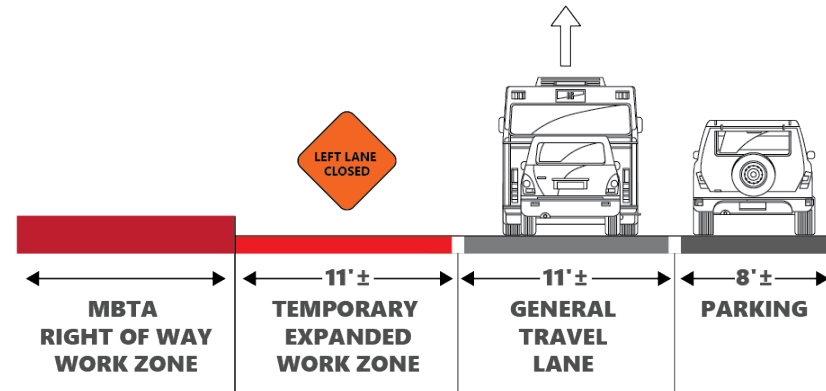 LEFT LANE
CLOSED
11'±
11'±
8'±
MBTA
RIGHT OF WAY
WORK ZONE
TEMPORARY
EXPANDED
WORK ZONE
GENERAL
TRAVEL
LANE
PARKING